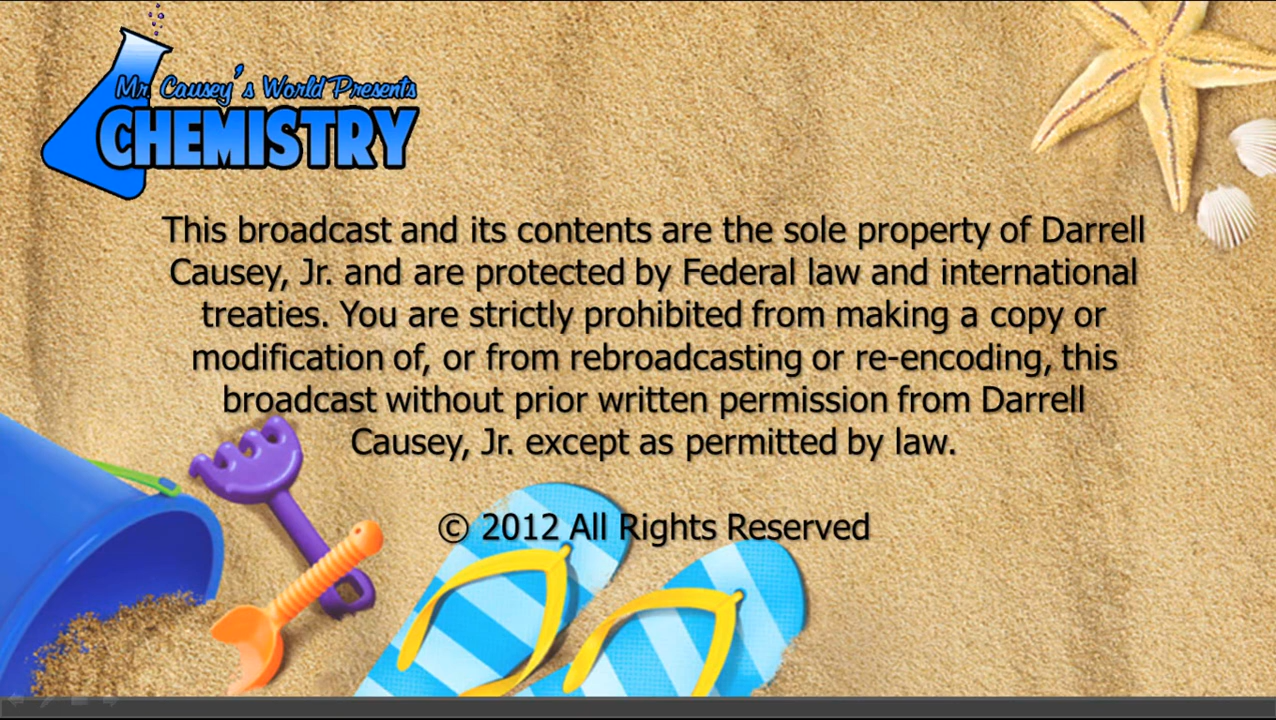 Mr. Causey's World Presents
CHEMISTRY
This broadcast and its contents are the sole property of Darrell
Causey, Jr. and are protected by Federal law and international
treaties. You are strictly prohibited from making a copy or
modification of, or from rebroadcasting or re-encoding, this
broadcast without prior written permission from Darrell
Causey, Jr. except as permitted by law.
© 2012 All Rights Reserved